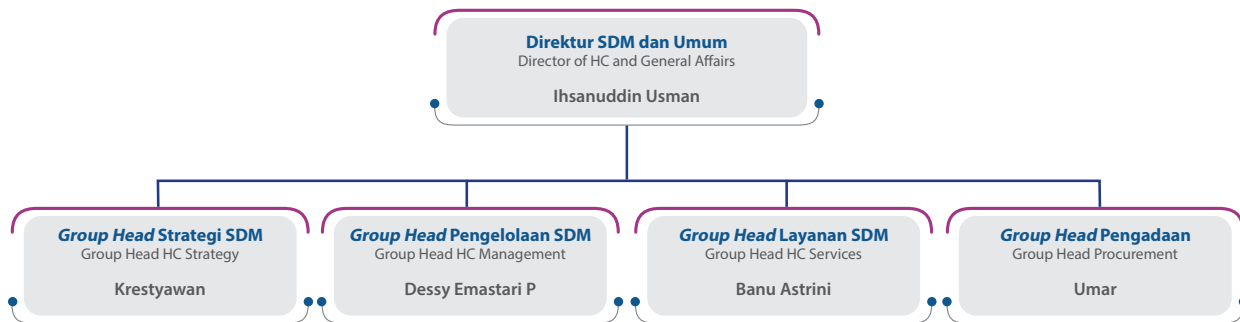 Direktur SDM dan Umum
Director of HC and General Affairs
Ihsanuddin Usman
Group Head Strategi SDM
Group Head HC Strategy
Krestyawan
Group Head Pengelolaan SDM
Group Head HC Management
Dessy Emastari P
Group Head Layanan SDM
Group Head HC Services
Banu Astrini
Group Head Pengadaan
Group Head Procurement
Umar